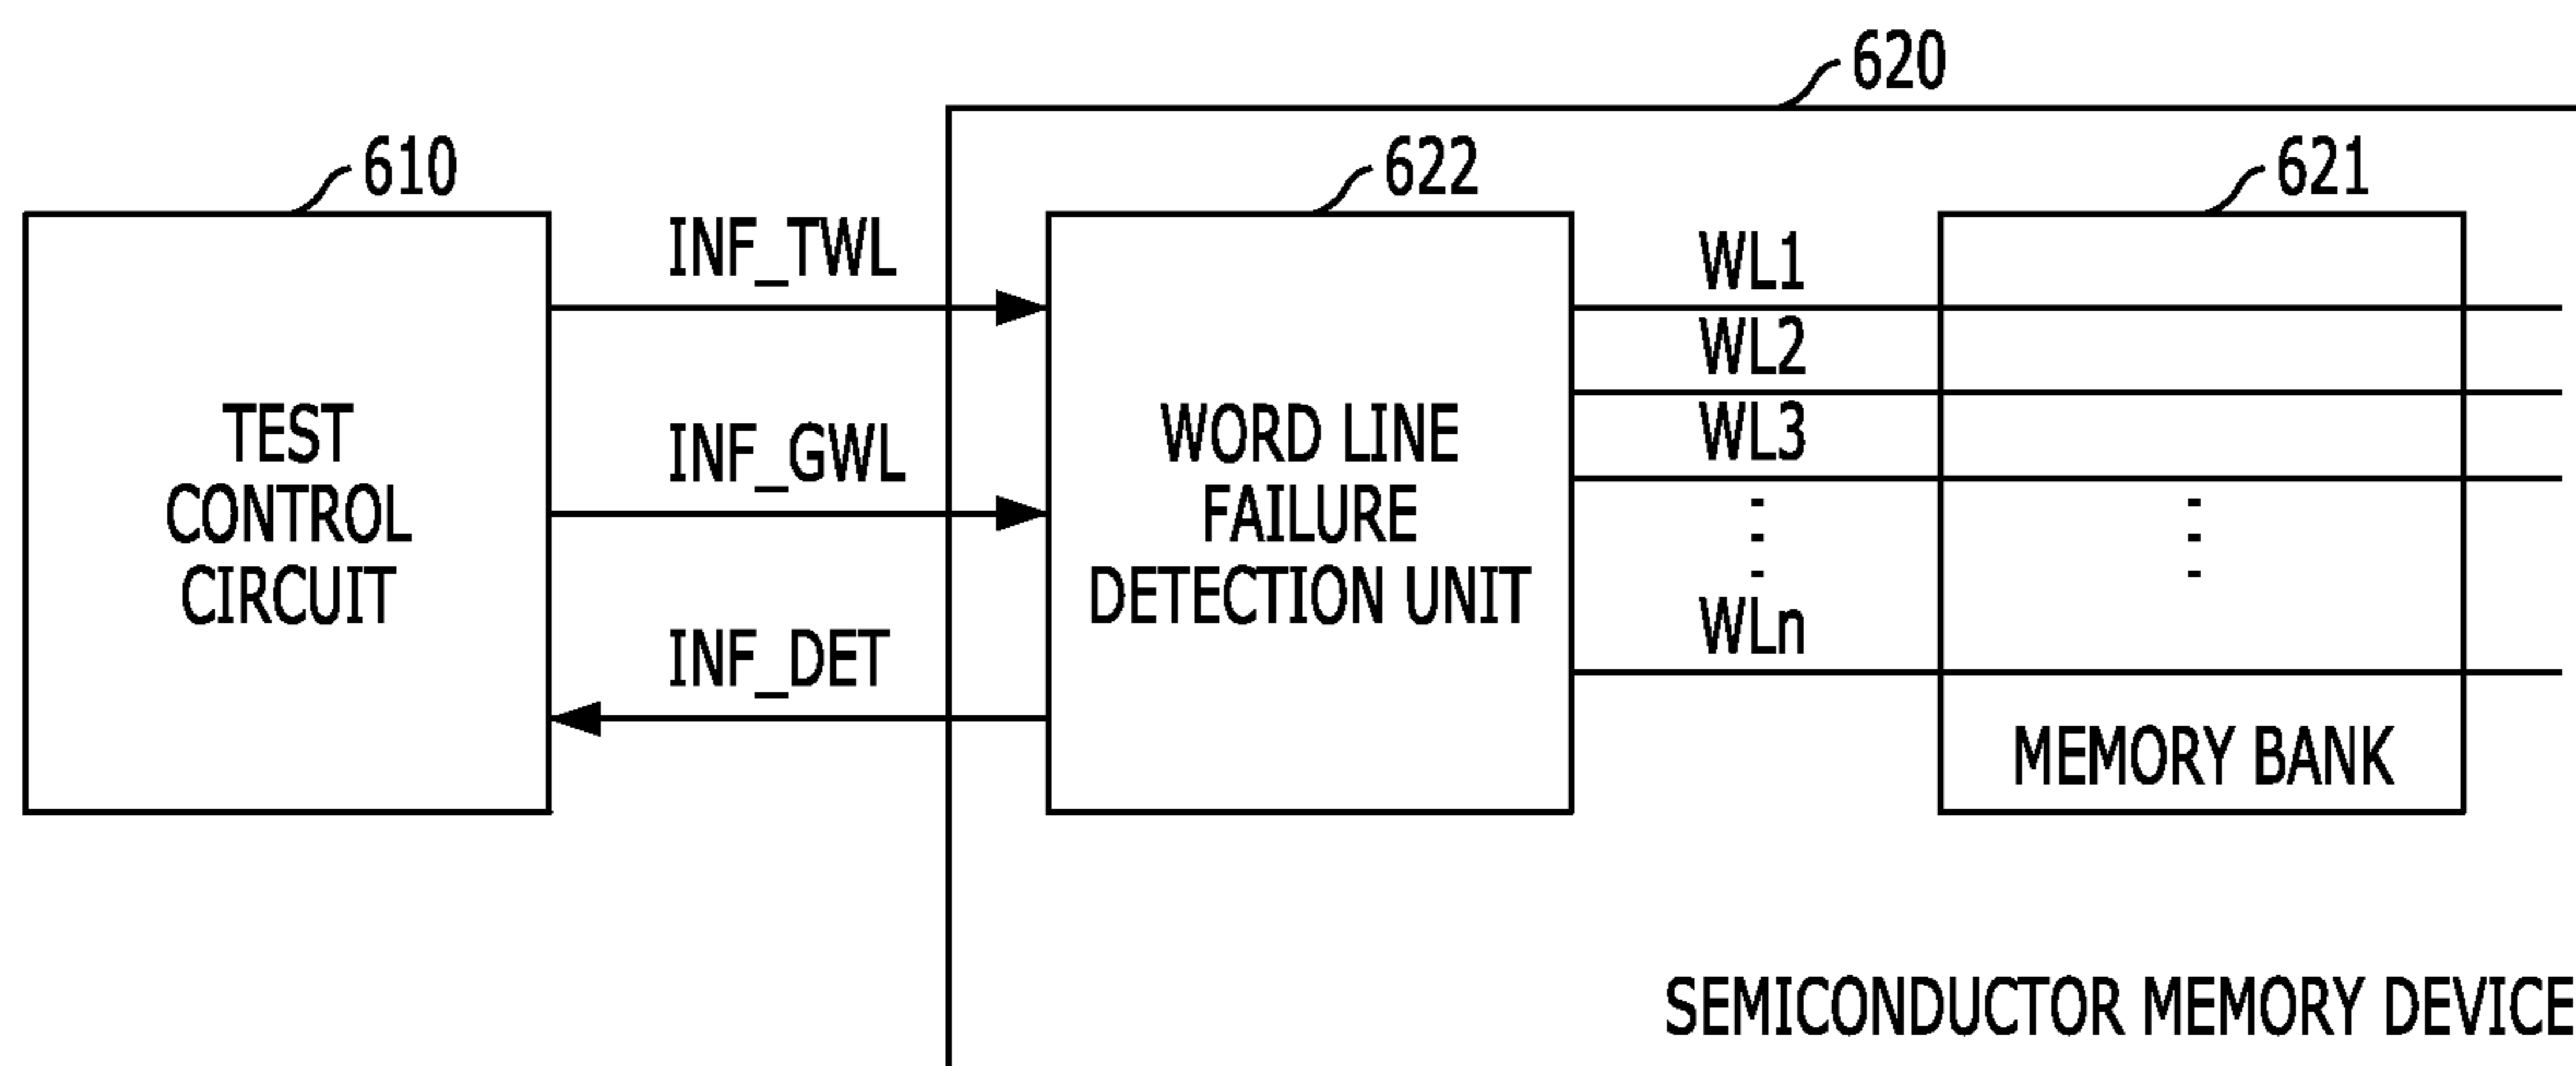 620
610
622
621
INF_TWL
INF_GWL
INF_DET
TEST
CONTROL
CIRCUIT
WORD LINE
FAILURE
DETECTION UNIT
WL1
WL2
WL3
WLn
MEMORY BANK
SEMICONDUCTOR MEMORY DEVICE